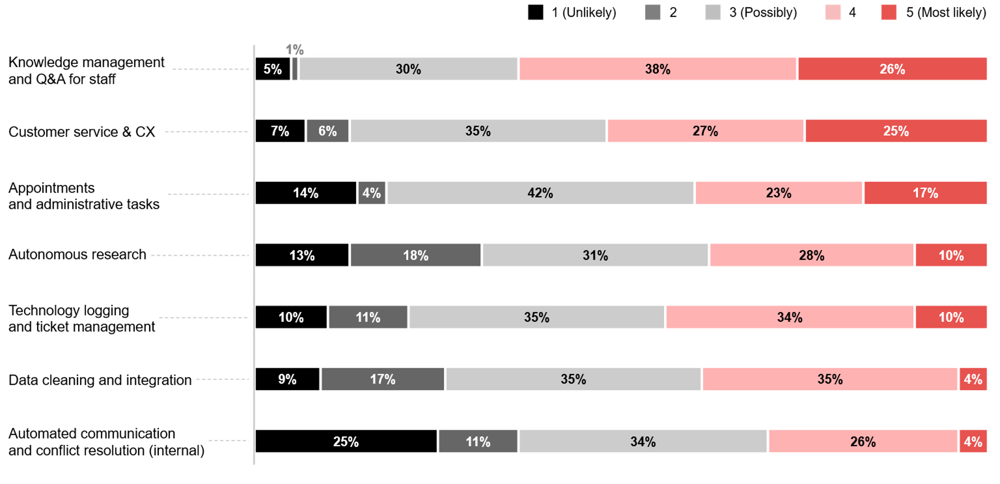 1 (Unlikely) 2 3 (Possibly) 4 5 (Most likely)
1%
Knowledge management
and Q&A for staff
5% 30% 38% 26%
Customer service & CX
7% 6% 35% 27% 25%
Appointments
and administrative tasks
14% 4% 42% 23% 17%
Autonomous research
13% 18% 31% 28% 10%
Technology logging
and ticket management
10% 11% 35% 34% 10%
Data cleaning and integration
9% 17% 35% 35% 4%
Automated communication
and conflict resolution (internal)
25% 11% 34% 26% 4%